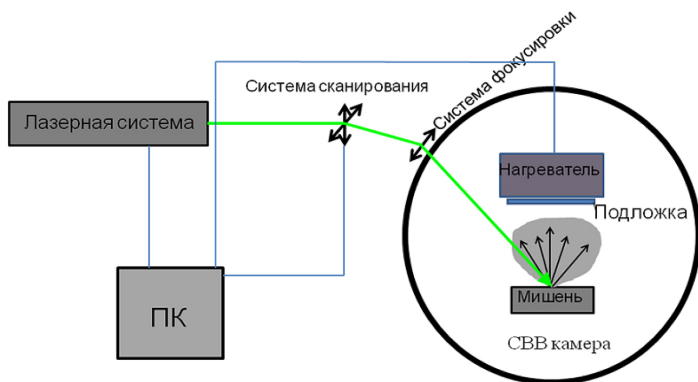 Система фокусировки
Система сканирования
Лазерная система
Нагреватель
Подложка
Мишень
ПК
СВВ камера